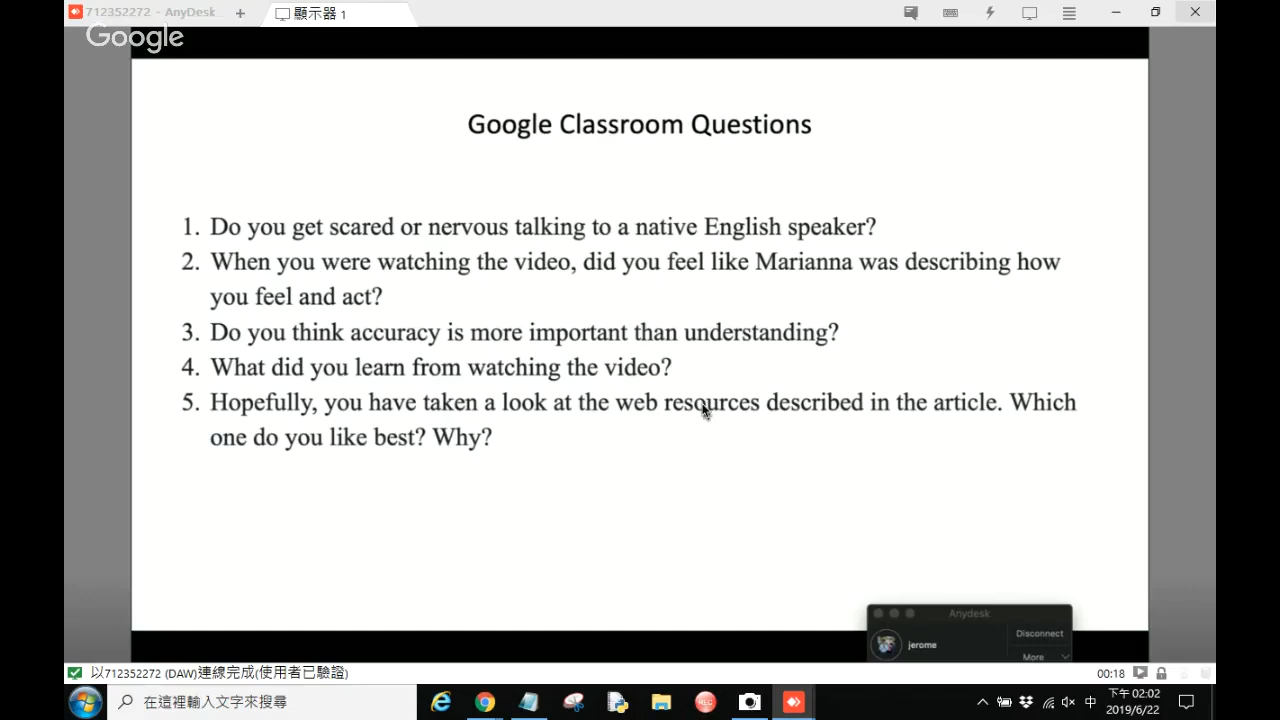 712352272 - AnyDesk
顯示器 1
Google
Google Classroom Questions
1. Do you get scared or nervous talking to a native English speaker?
2. When you were watching the video, did you feel like Marianna was describing how
you feel and act?
3. Do you think accuracy is more important than understanding?
4. What did you learn from watching the video?
5. Hopefully, you have taken a look at the web resources described in the article. Which
one do you like best? Why?
Anydesk
jerome
Disconnect
More
以712352272 (DAW)連線完成(使用者已驗證)
00:18
在這裡輸入文字來搜尋
REC
中
下午 02:02
2019/6/22